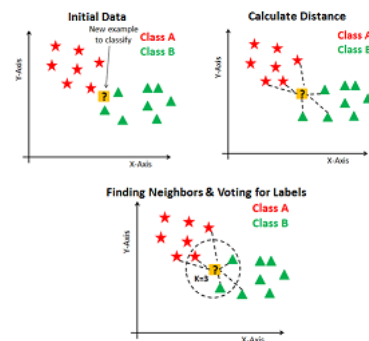 Initial Data
New example
to classify
Class A
Class B
?
Y-Axis
X-Axis
Calculate Distance
Class A
Class B
?
Y-Axis
X-Axis
Finding Neighbors & Voting for Labels
Class A
Class B
?
K=3
Y-Axis
X-Axis